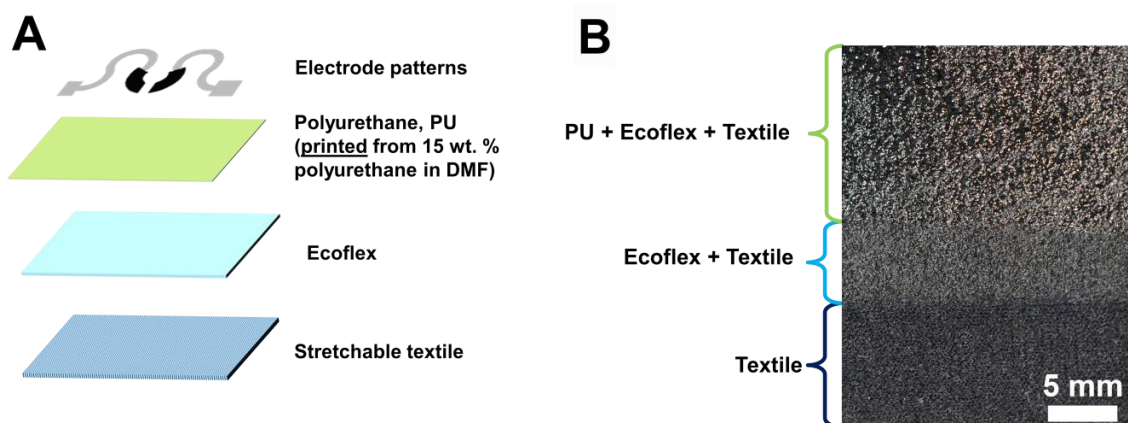 A
Electrode patterns
Polyurethane, PU
(printed from 15 wt. %
polyurethane in DMF)
Ecoflex
Stretchable textile
B
PU + Ecoflex + Textile
Ecoflex + Textile
Textile
5 mm